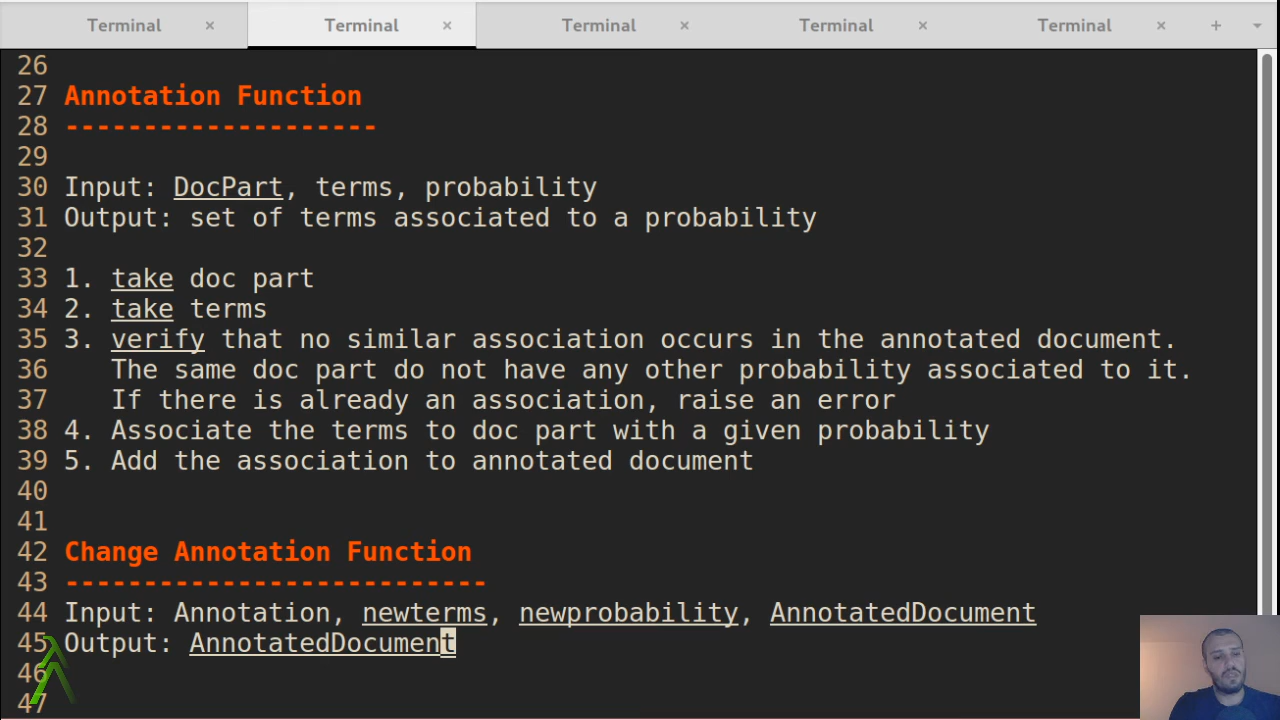 Terminal × Terminal × Terminal × Terminal × Terminal × +
26
27 Annotation Function
28 --------------------
29
30 Input: DocPart, terms, probability
31 Output: set of terms associated to a probability
32
33 1. take doc part
34 2. take terms
35 3. verify that no similar association occurs in the annotated document.
36 The same doc part do not have any other probability associated to it.
37 If there is already an association, raise an error
38 4. Associate the terms to doc part with a given probability
39 5. Add the association to annotated document
40
41
42 Change Annotation Function
43 ---------------------------
44 Input: Annotation, newterms, newprobability, AnnotatedDocument
45 Output: AnnotatedDocument
46
47